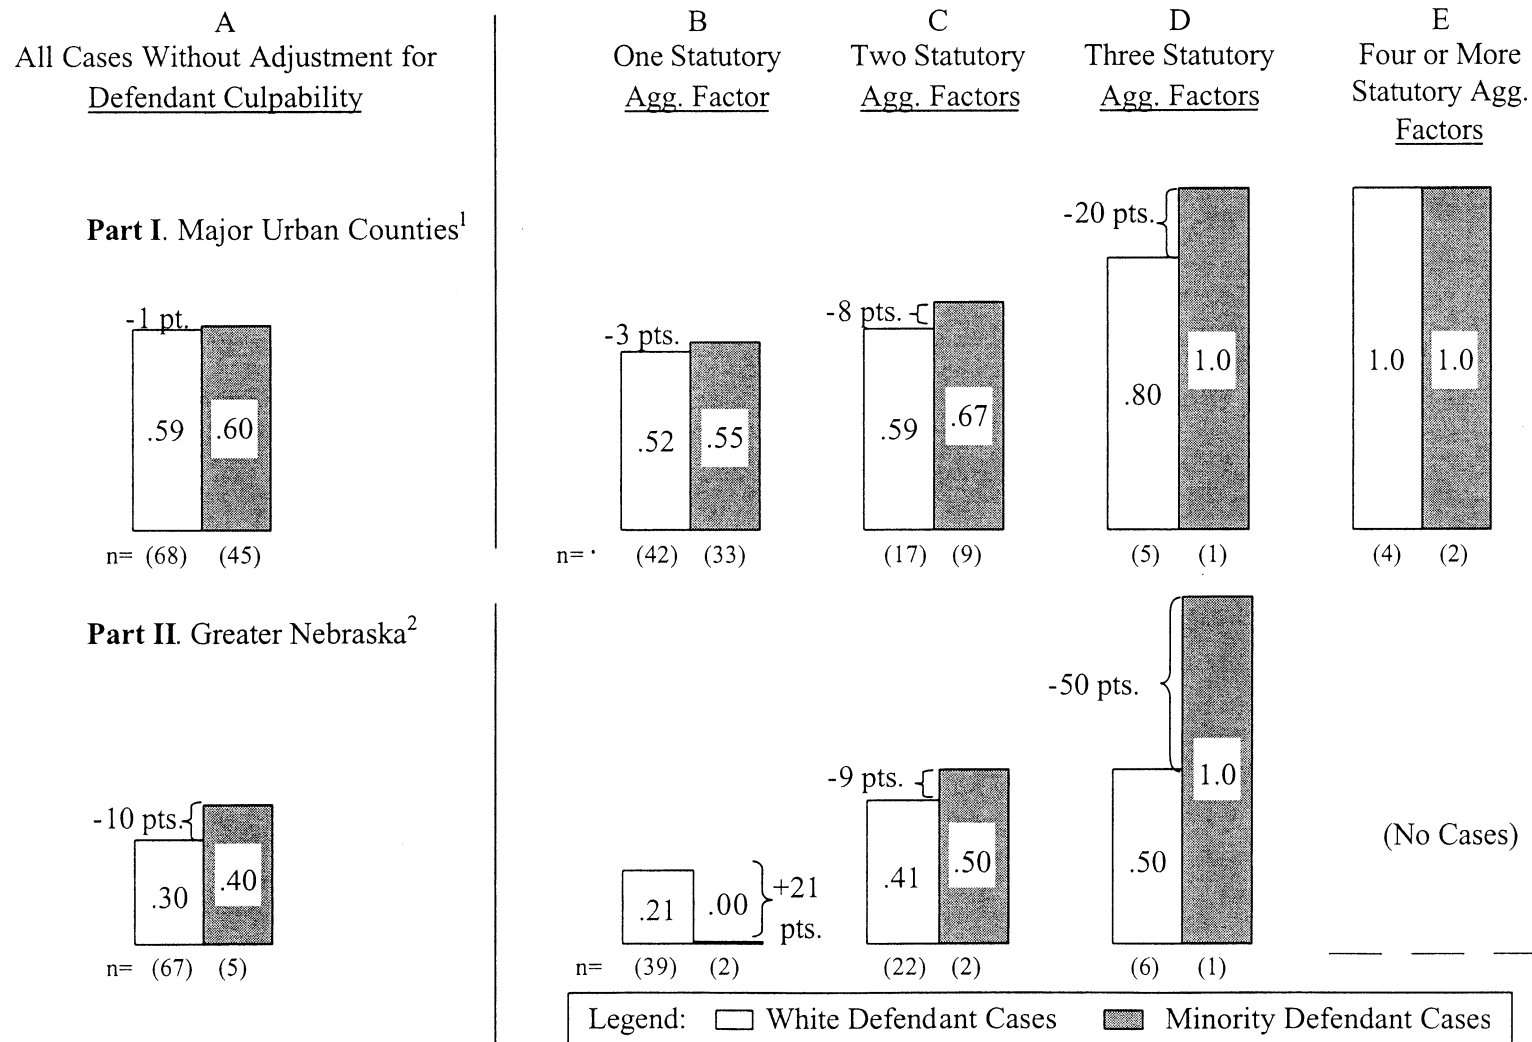 A
All Cases Without Adjustment for
Defendant Culpability
B
One Statutory
Agg. Factor
C
Two Statutory
Agg. Factors
D
Three Statutory
Agg. Factors
E
Four or More
Statutory Agg.
Factors
Part I. Major Urban Counties1
-1 pt.
.59
.60
n= (68) (45)
-3 pts.
.52
.55
n= (42) (33)
-8 pts.
.59
.67
(17) (9)
-20 pts.
.80
1.0
(5) (1)
1.0
1.0
(4) (2)
Part II. Greater Nebraska2
-10 pts.
.30
.40
n= (67) (5)
.21
.00
+21
pts.
n= (39) (2)
-9 pts.
.41
.50
(22) (2)
-50 pts.
.50
1.0
(6) (1)
(No Cases)
Legend: White Defendant Cases Minority Defendant Cases